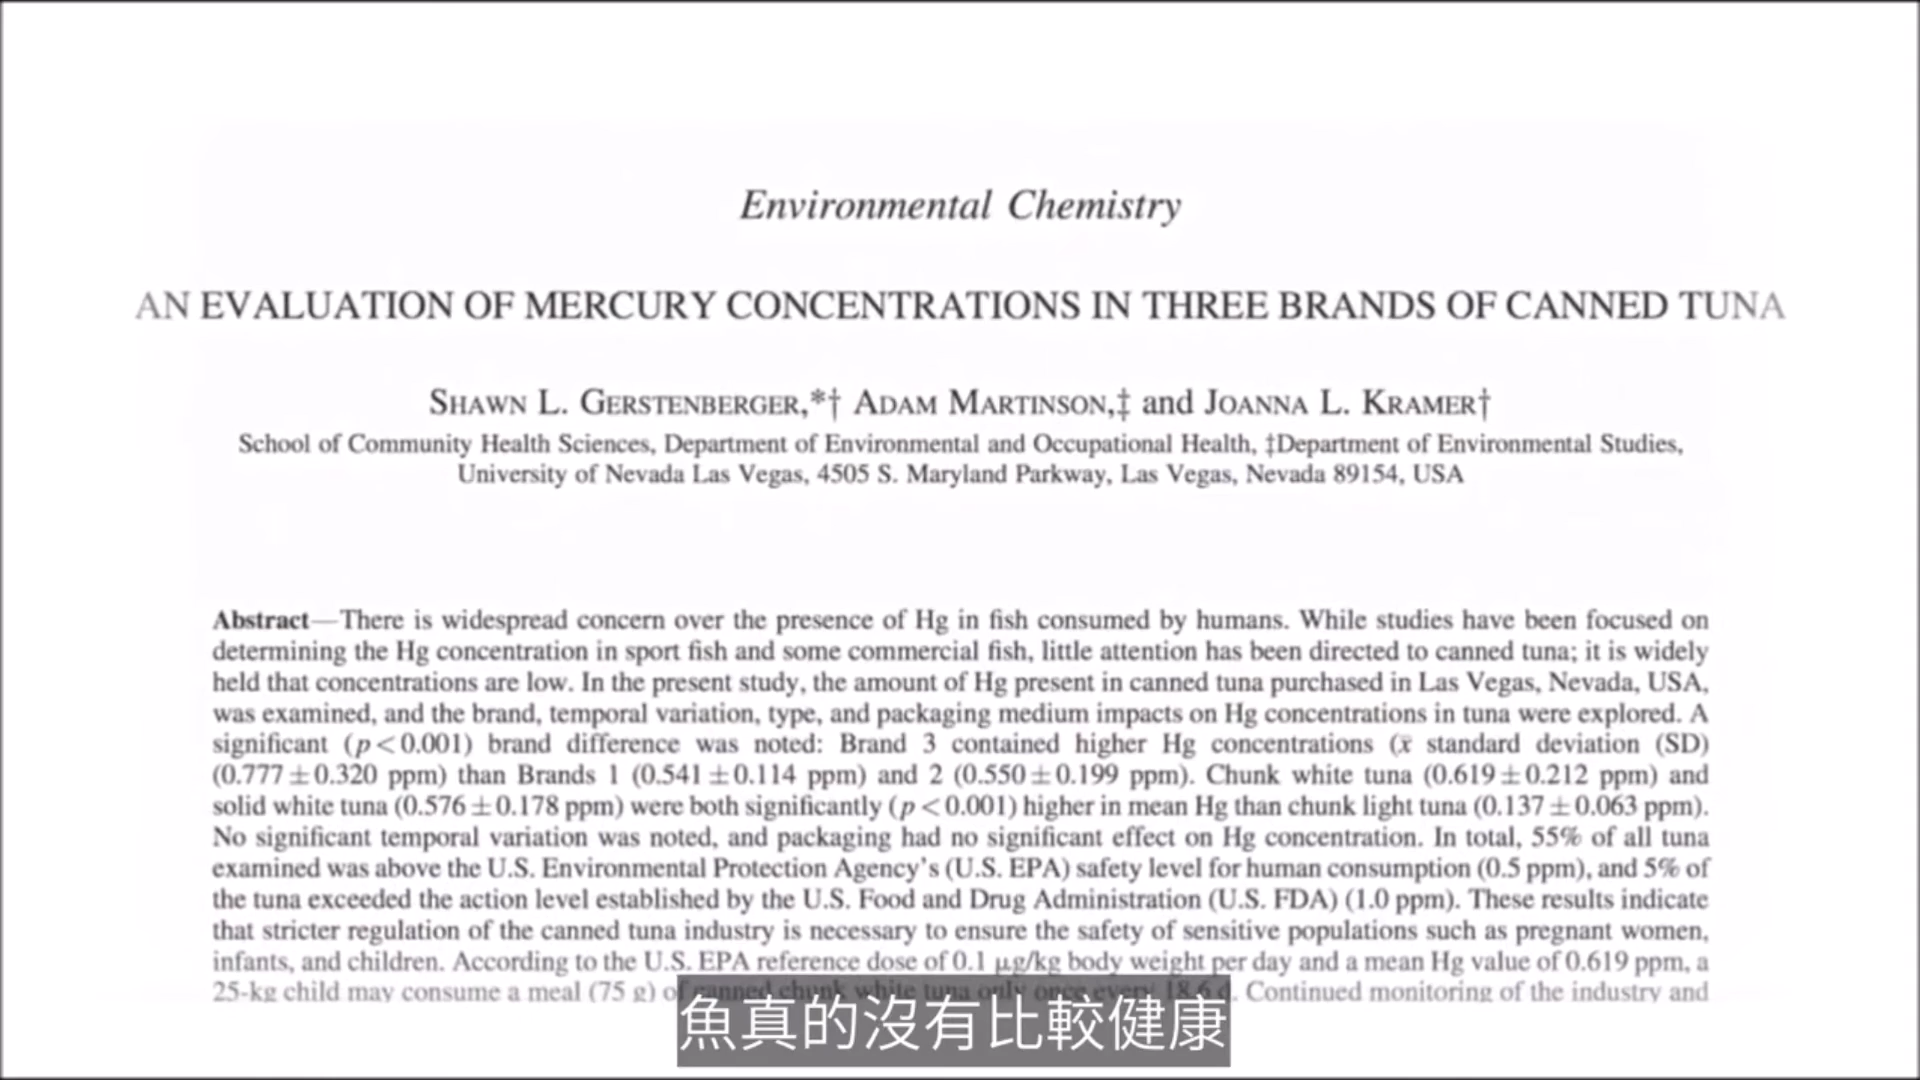 Environmental Chemistry
AN EVALUATION OF MERCURY CONCENTRATIONS IN THREE BRANDS OF CANNED TUNA
SHAWN L. GERSTENBERGER,*† ADAM MARTINSON,‡ and JOANNA L. KRAMER†
School of Community Health Sciences, Department of Environmental and Occupational Health, ‡Department of Environmental Studies,
University of Nevada Las Vegas, 4505 S. Maryland Parkway, Las Vegas, Nevada 89154, USA
Abstract—There is widespread concern over the presence of Hg in fish consumed by humans. While studies have been focused on
determining the Hg concentration in sport fish and some commercial fish, little attention has been directed to canned tuna; it is widely
held that concentrations are low. In the present study, the amount of Hg present in canned tuna purchased in Las Vegas, Nevada, USA,
was examined, and the brand, temporal variation, type, and packaging medium impacts on Hg concentrations in tuna were explored. A
significant (p<0.001) brand difference was noted: Brand 3 contained higher Hg concentrations (x̄ standard deviation (SD)
(0.777±0.320 ppm) than Brands 1 (0.541±0.114 ppm) and 2 (0.550±0.199 ppm). Chunk white tuna (0.619±0.212 ppm) and
solid white tuna (0.576±0.178 ppm) were both significantly (p<0.001) higher in mean Hg than chunk light tuna (0.137±0.063 ppm).
No significant temporal variation was noted, and packaging had no significant effect on Hg concentration. In total, 55% of all tuna
examined was above the U.S. Environmental Protection Agency's (U.S. EPA) safety level for human consumption (0.5 ppm), and 5% of
the tuna exceeded the action level established by the U.S. Food and Drug Administration (U.S. FDA) (1.0 ppm). These results indicate
that stricter regulation of the canned tuna industry is necessary to ensure the safety of sensitive populations such as pregnant women,
infants, and children. According to the U.S. EPA reference dose of 0.1 μg/kg body weight per day and a mean Hg value of 0.619 ppm, a
25-kg child may consume a meal (75 g) of canned chunk white tuna only once every 18.6 d. Continued monitoring of the industry and
魚真的沒有比較健康